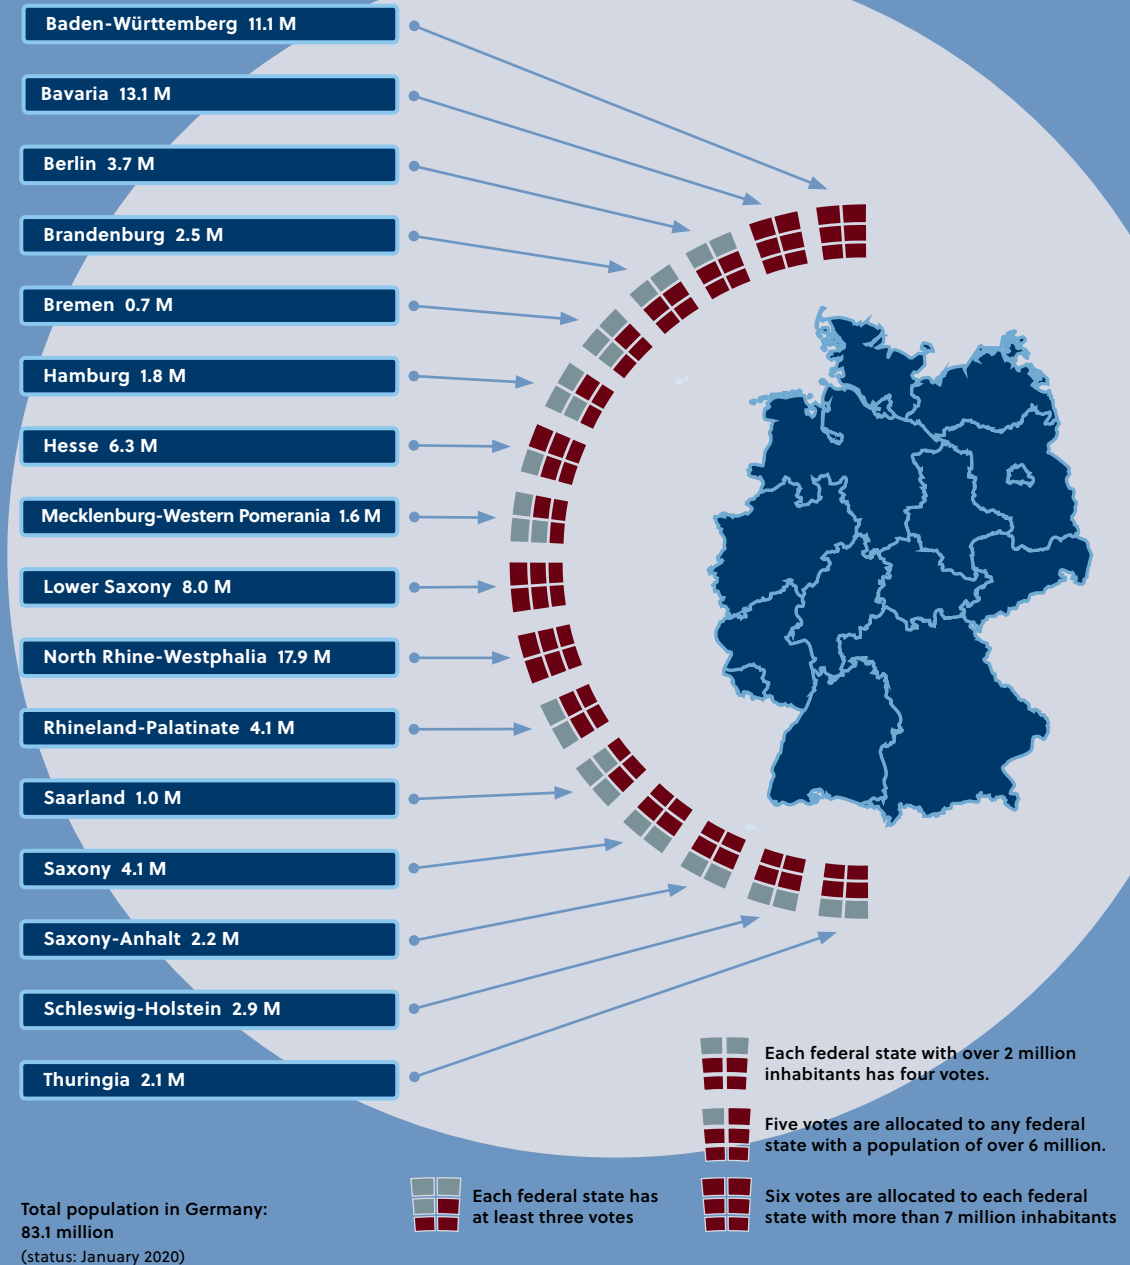 Baden-Württemberg 11.1 M
Bavaria 13.1 M
Berlin 3.7 M
Brandenburg 2.5 M
Bremen 0.7 M
Hamburg 1.8 M
Hesse 6.3 M
Mecklenburg-Western Pomerania 1.6 M
Lower Saxony 8.0 M
North Rhine-Westphalia 17.9 M
Rhineland-Palatinate 4.1 M
Saarland 1.0 M
Saxony 4.1 M
Saxony-Anhalt 2.2 M
Schleswig-Holstein 2.9 M
Thuringia 2.1 M
Each federal state with over 2 million
inhabitants has four votes.
Five votes are allocated to any federal
state with a population of over 6 million.
Six votes are allocated to each federal
state with more than 7 million inhabitants
Each federal state has
at least three votes
Total population in Germany:
83.1 million
(status: January 2020)